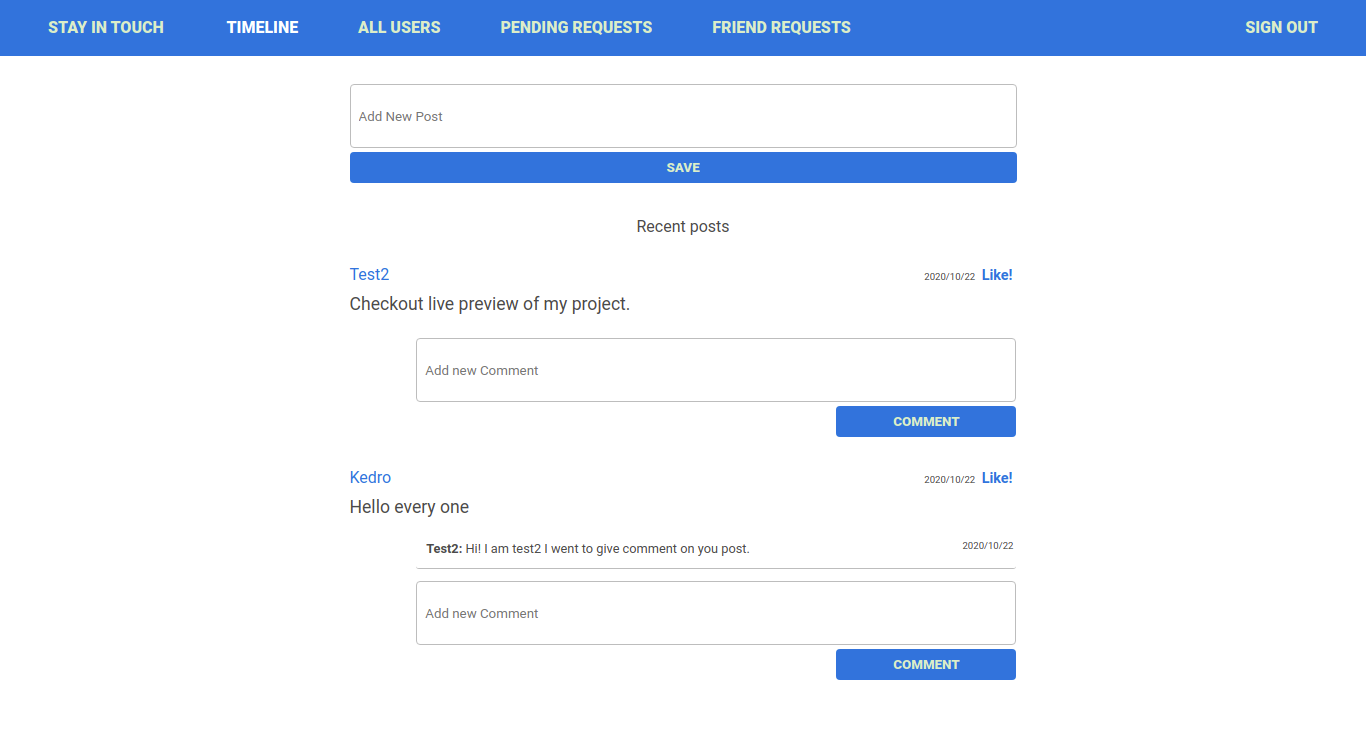 STAY IN TOUCH TIMELINE ALL USERS PENDING REQUESTS FRIEND REQUESTS SIGN OUT
Add New Post
SAVE
Recent posts
Test2 2020/10/22 Like!
Checkout live preview of my project.
Add new Comment
COMMENT
Kedro 2020/10/22 Like!
Hello every one
Test2: Hi! I am test2 I went to give comment on you post. 2020/10/22
Add new Comment
COMMENT